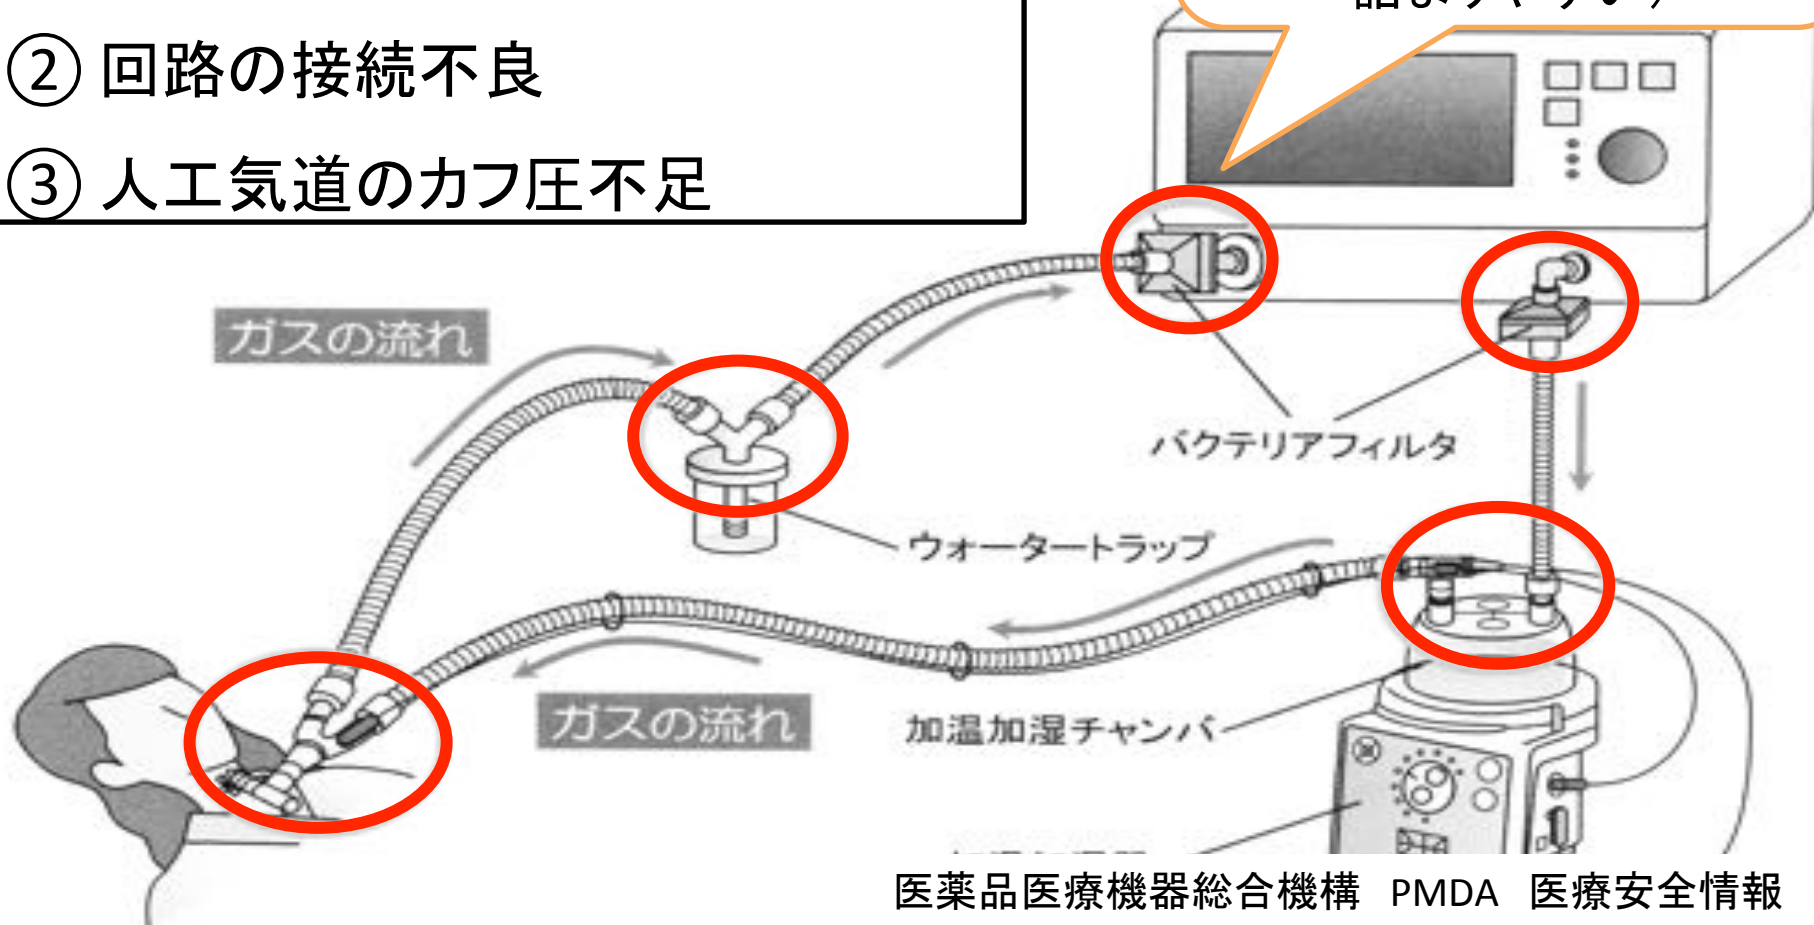 ② 回路の接続不良
③ 人工気道のカフ圧不足
ガスの流れ
バクテリアフィルタ
ウォータートラップ
ガスの流れ
加温加湿チャンバ
医薬品医療機器総合機構 PMDA 医療安全情報